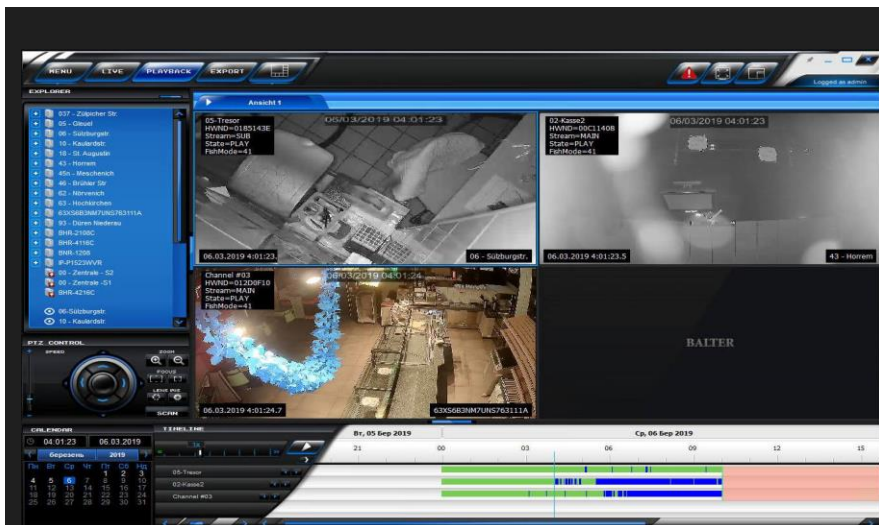 MENU
LIVE
PLAYBACK
EXPORT
Logged as admin
EXPLORER
037 - Zülpicher Str.
05 - Gleuel
06 - Sülzburgstr.
10 - Kaulardstr.
18 - St. Augustin
43 - Horrem
45n - Meschenich
46 - Brühler Str
62 - Nörvenich
63 - Hochkirchen
63XS6B3NM7UNS763111A
93 - Düren Niederau
BHR-2108C
BHR-4116C
BNR-1208
IP-P1523WVR
00 - Zentrale - S2
00 - Zentrale -S1
BHR-4216C
06-Sülzburgstr.
10 - Kaulardstr.
Ansicht 1
05-Tresor
HWND=0185143E
Stream=SUB
State=PLAY
FishMode=41
06/03/2019 04:01:23
06.03.2019 4:01:23.
06 - Sülzburgstr.
02-Kasse2
HWND=00C1140B
Stream=MAIN
State=PLAY
FishMode=41
06/03/2019 04:01:23
06.03.2019 4:01:23.5
43 - Horrem
Channel #03
HWND=012D0F10
Stream=MAIN
State=PLAY
FishMode=41
06/03/2019 04:01:24
06.03.2019 4:01:24.7
63XS6B3NM7UNS763111A
BALTER
PTZ CONTROL
SPEED
ZOOM
FOCUS
LENS IRIS
SCAN
CALENDAR
04:01:23 06.03.2019
березень 2019
Пн Вт Ср Чт Пт Сб Нд
1 2 3
4 5 6 7 8 9 10
11 12 13 14 15 16 17
18 19 20 21 22 23 24
25 26 27 28 29 30 31
TIMELINE
1x
Вт, 05 Бер 2019
Ср, 06 Бер 2019
21 00 03 06 09 12 15
05-Tresor
02-Kasse2
Channel #03